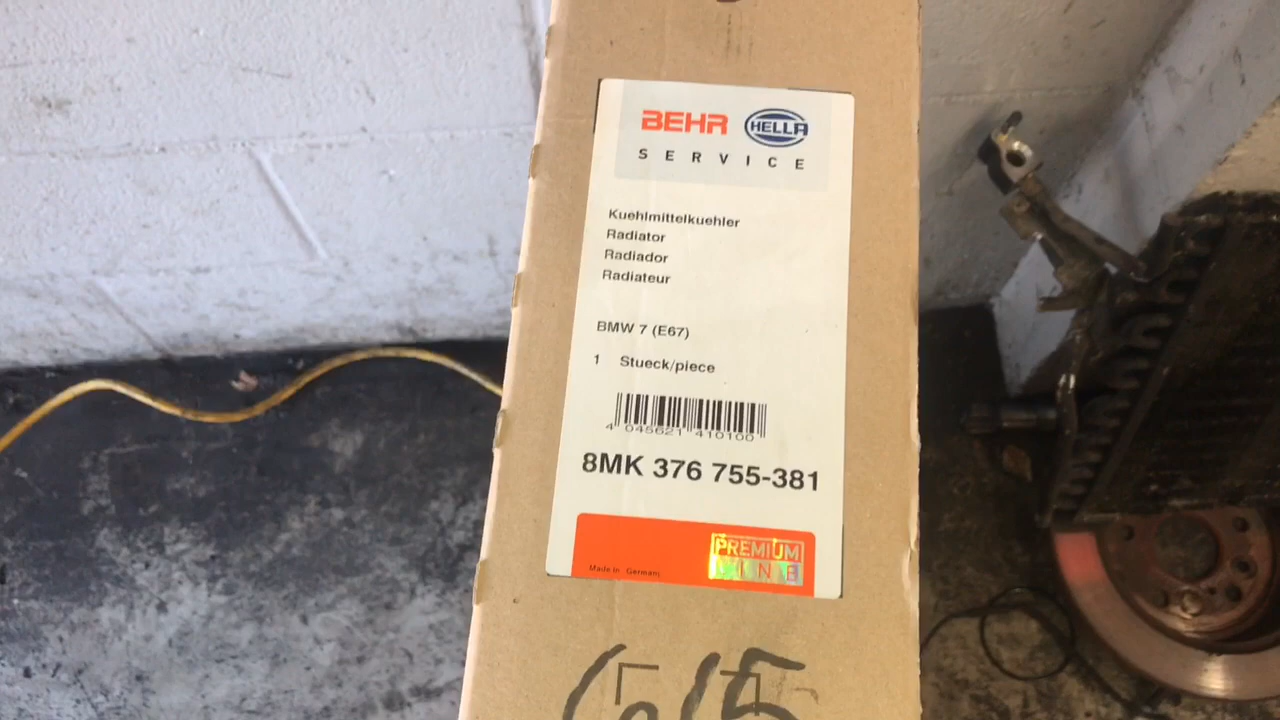 BEHR HELLA
SERVICE
Kuehlmittelkuehler
Radiator
Radiador
Radiateur
BMW 7 (E67)
1 Stueck/piece
4 045621 410100
8MK 376 755-381
PREMIUM
LINE
Made in Germany
615